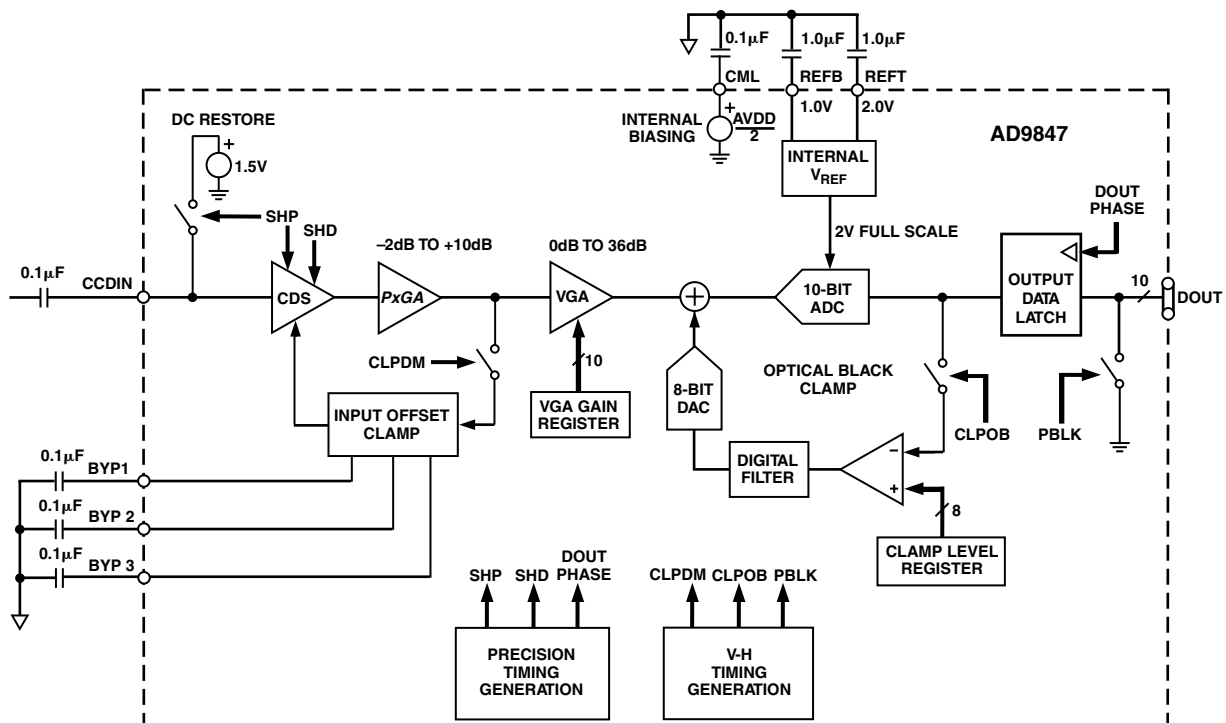 0.1µF
1.0µF
1.0µF
CML
REFB
REFT
1.0V
2.0V
INTERNAL
BIASING
+
AVDD
2
AD9847
DC RESTORE
+
1.5V
INTERNAL
VREF
DOUT
PHASE
SHP
SHD
–2dB TO +10dB
0dB TO 36dB
2V FULL SCALE
0.1µF
CCDIN
CDS
PxGA
VGA
+
10-BIT
ADC
OUTPUT
DATA
LATCH
10
DOUT
CLPDM
10
8-BIT
DAC
OPTICAL BLACK
CLAMP
INPUT OFFSET
CLAMP
VGA GAIN
REGISTER
CLPOB
PBLK
DIGITAL
FILTER
–
+
8
CLAMP LEVEL
REGISTER
0.1µF
BYP1
0.1µF
BYP 2
0.1µF
BYP 3
SHP
SHD
DOUT
PHASE
CLPDM
CLPOB
PBLK
PRECISION
TIMING
GENERATION
V-H
TIMING
GENERATION